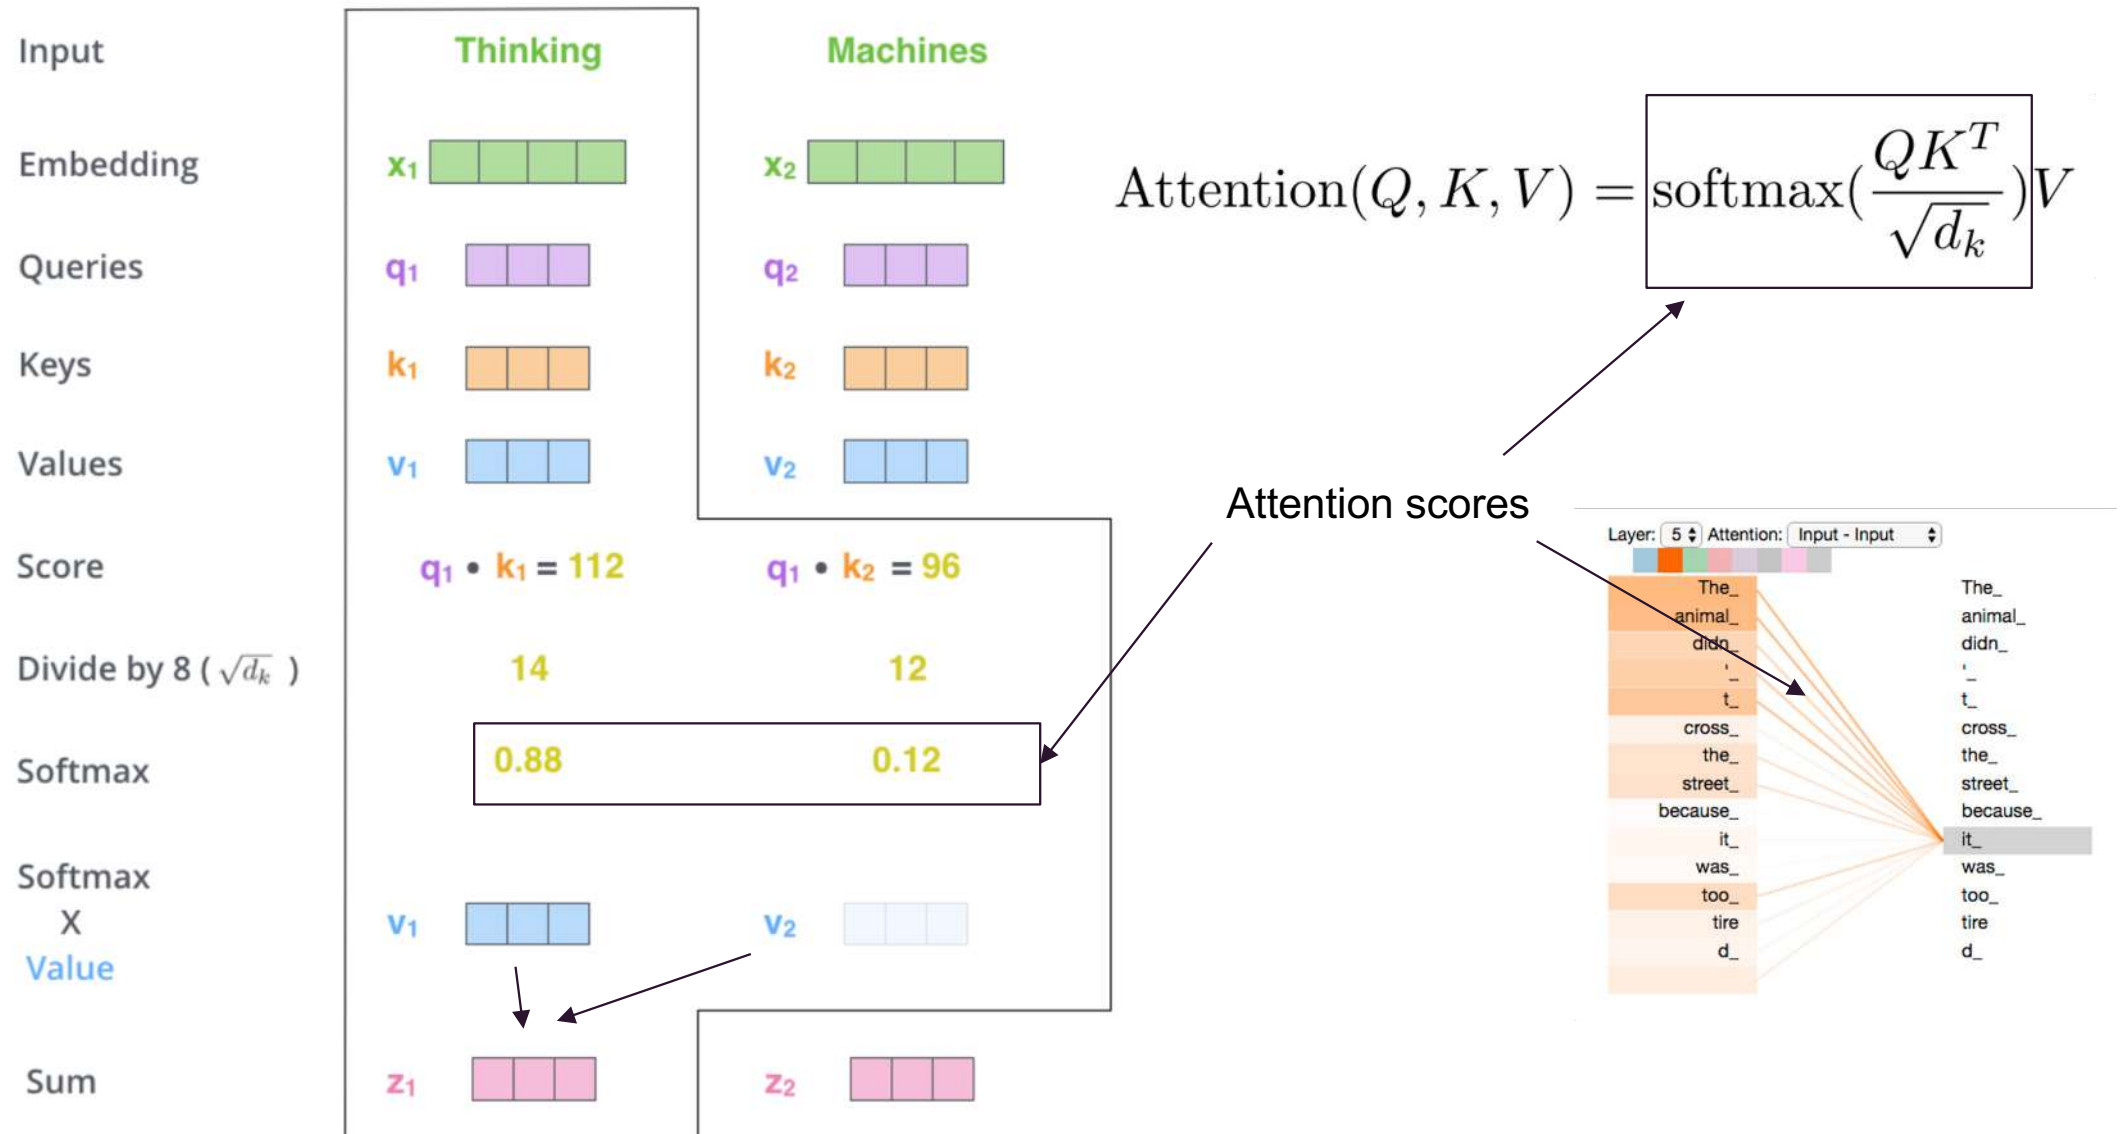 Input Thinking Machines
Embedding x₁ x₂
Attention(Q, K, V) = softmax(QKᵀ/√dₖ)V
Queries q₁ q₂
Keys k₁ k₂
Values v₁ v₂
Attention scores
Score q₁ • k₁ = 112 q₁ • k₂ = 96
Divide by 8 ( √dₖ ) 14 12
Softmax 0.88 0.12
Softmax
X
Value
v₁ v₂
Sum z₁ z₂
Layer: 5 Attention: Input - Input
The_ The_
animal_ animal_
didn_ didn_
'_ '_
t_ t_
cross_ cross_
the_ the_
street_ street_
because_ because_
it_ it_
was_ was_
too_ too_
tire tire
d_ d_